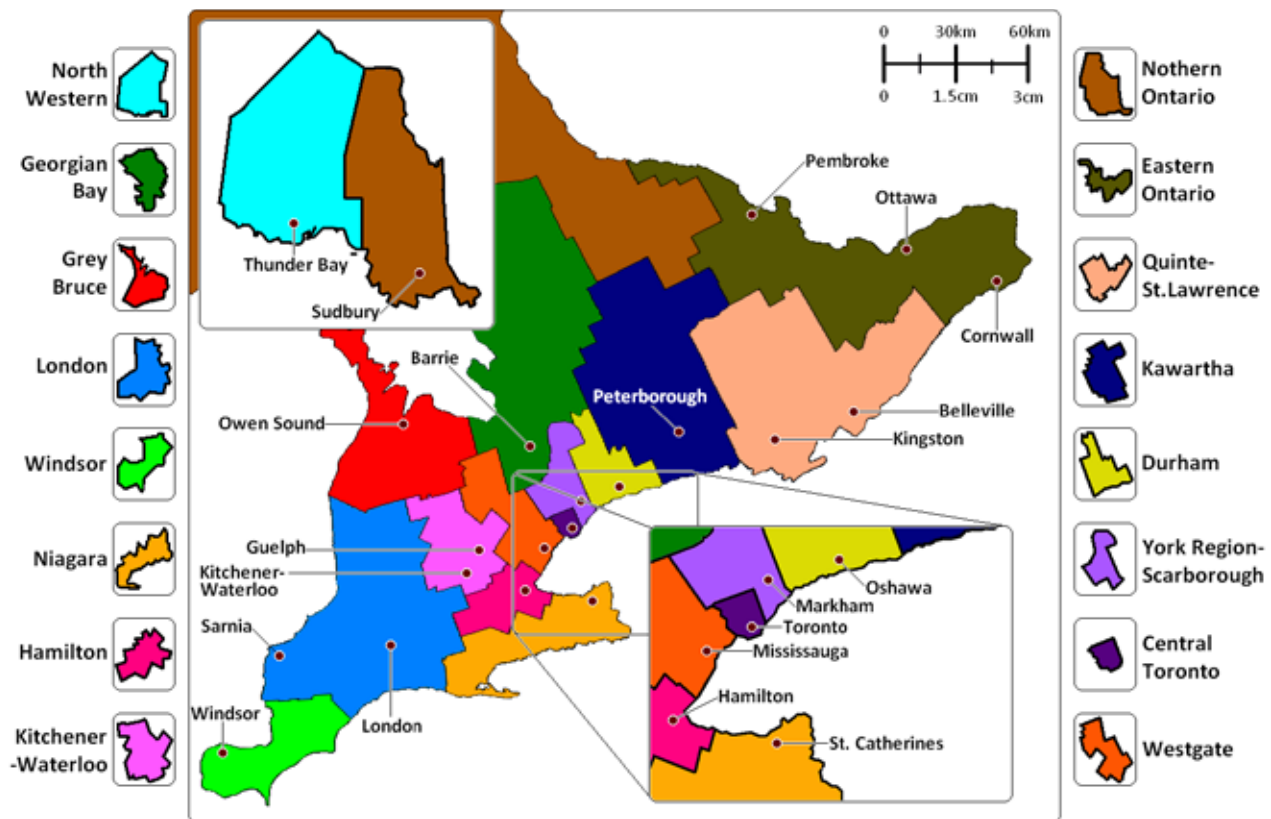 North
Western
Georgian
Bay
Grey
Bruce
London
Windsor
Niagara
Hamilton
Kitchener
-Waterloo
0 30km 60km
0 1.5cm 3cm
Thunder Bay
Sudbury
Pembroke
Ottawa
Cornwall
Barrie
Peterborough
Belleville
Kingston
Owen Sound
Guelph
Kitchener-
Waterloo
Sarnia
Windsor
London
Oshawa
Markham
Toronto
Mississauga
Hamilton
St. Catherines
Nothern
Ontario
Eastern
Ontario
Quinte-
St.Lawrence
Kawartha
Durham
York Region-
Scarborough
Central
Toronto
Westgate